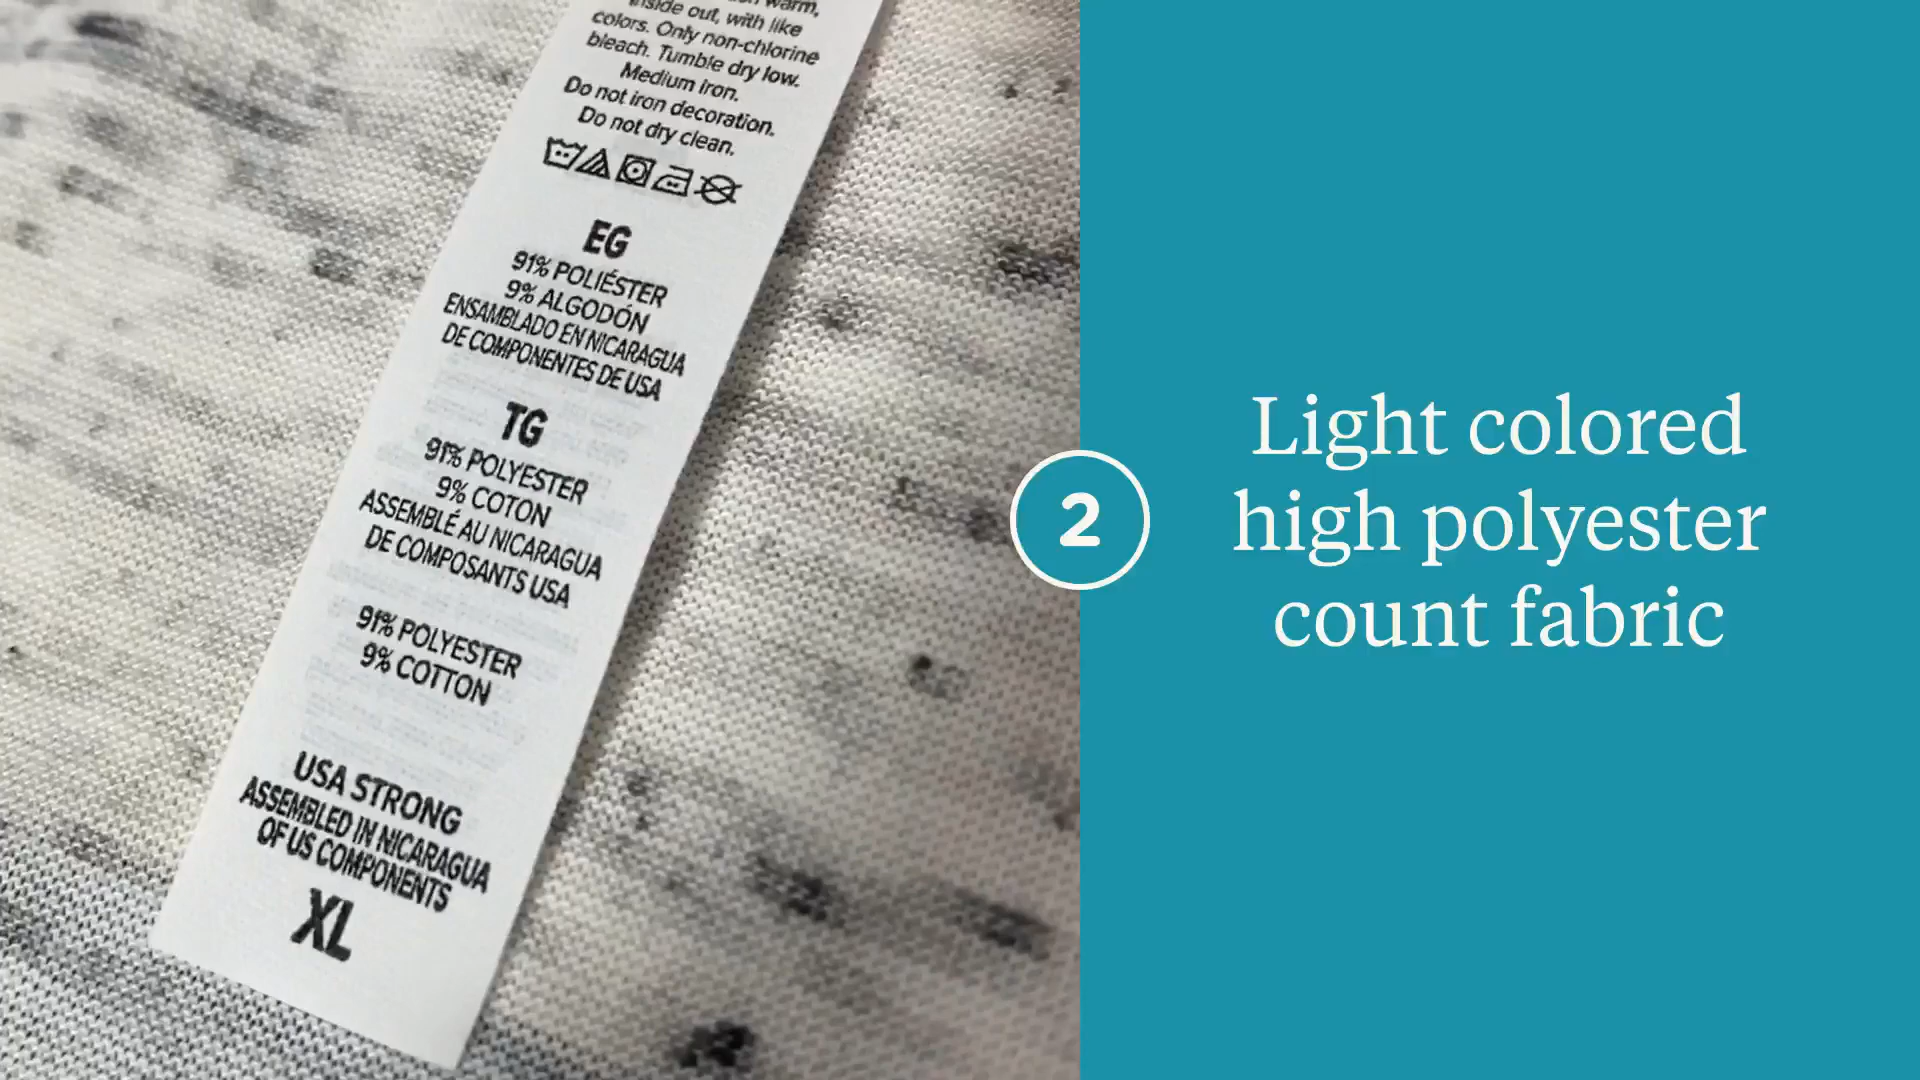 warm,
inside out, with like
colors. Only non-chlorine
bleach. Tumble dry low.
Medium iron.
Do not iron decoration.
Do not dry clean.
EG
91% POLIÉSTER
9% ALGODÓN
ENSAMBLADO EN NICARAGUA
DE COMPONENTES DE USA
TG
91% POLYESTER
9% COTON
ASSEMBLÉ AU NICARAGUA
DE COMPOSANTS USA
91% POLYESTER
9% COTTON
USA STRONG
ASSEMBLED IN NICARAGUA
OF US COMPONENTS
XL
2
Light colored
high polyester
count fabric